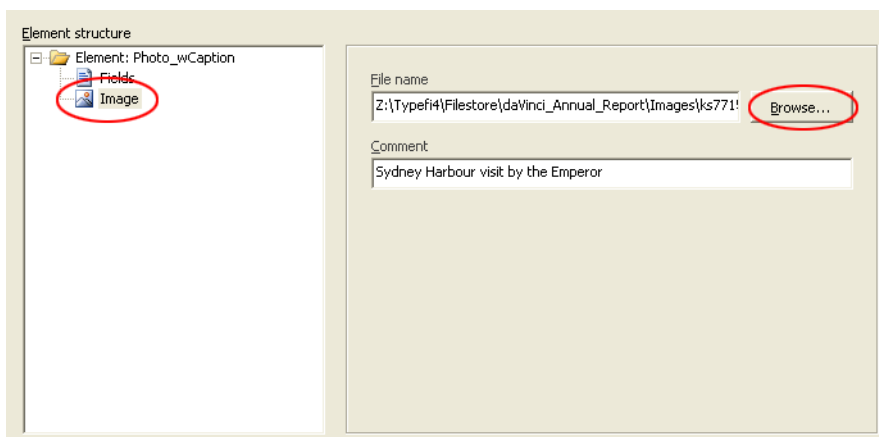 Element structure
Element: Photo_wCaption
Fields
Image
File name
Z:\Typefi4\Filestore\daVinci_Annual_Report\Images\ks771
Browse...
Comment
Sydney Harbour visit by the Emperor